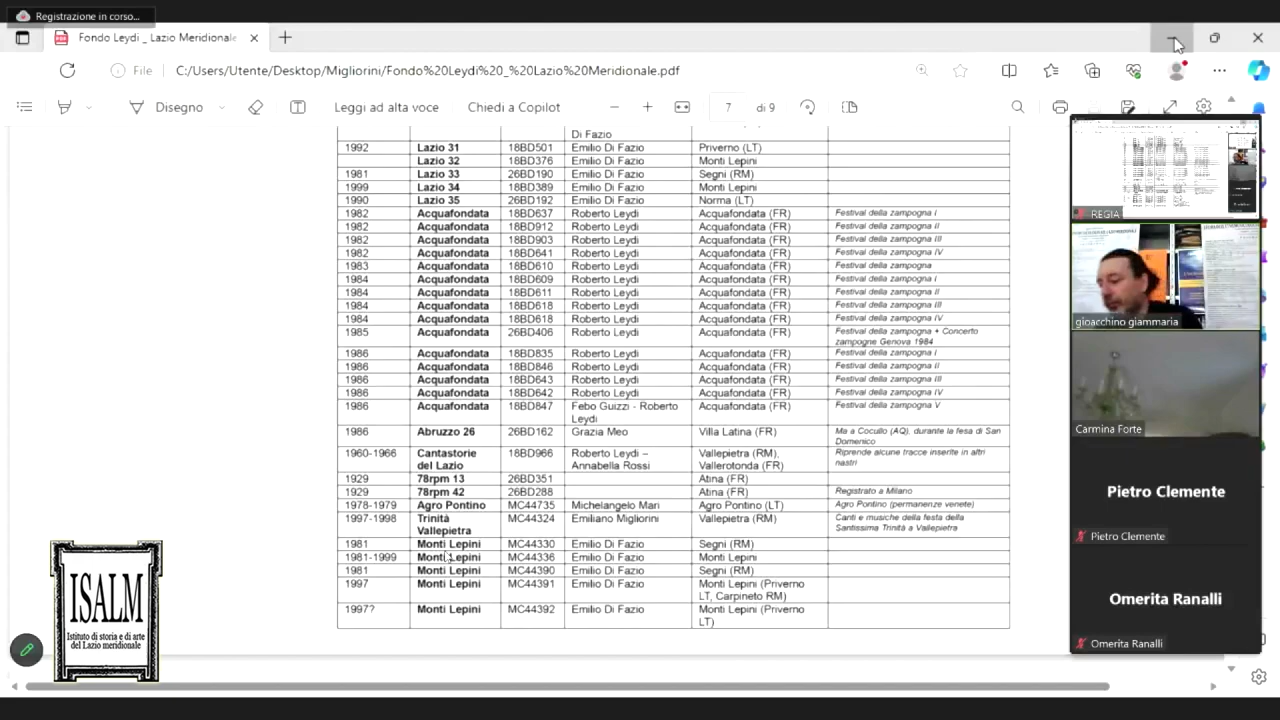 Registrazione in corso...
Fondo Leydi _ Lazio Meridionale
File C:/Users/Utente/Desktop/Migliorini/Fondo%20Leydi%20_%20Lazio%20Meridionale.pdf
Disegno Leggi ad alta voce Chiedi a Copilot 7 di 9
Di Fazio
1992 Lazio 31 18BD501 Emilio Di Fazio Priverno (LT)
Lazio 32 18BD376 Emilio Di Fazio Monti Lepini
1981 Lazio 33 26BD190 Emilio Di Fazio Segni (RM)
1999 Lazio 34 18BD389 Emilio Di Fazio Monti Lepini
1990 Lazio 35 26BD192 Emilio Di Fazio Norma (LT)
1982 Acquafondata 18BD637 Roberto Leydi Acquafondata (FR) Festival della zampogna I
1982 Acquafondata 18BD912 Roberto Leydi Acquafondata (FR) Festival della zampogna II
1982 Acquafondata 18BD903 Roberto Leydi Acquafondata (FR) Festival della zampogna III
1982 Acquafondata 18BD641 Roberto Leydi Acquafondata (FR) Festival della zampogna IV
1983 Acquafondata 18BD610 Roberto Leydi Acquafondata (FR) Festival della zampogna
1984 Acquafondata 18BD609 Roberto Leydi Acquafondata (FR) Festival della zampogna I
1984 Acquafondata 18BD611 Roberto Leydi Acquafondata (FR) Festival della zampogna II
1984 Acquafondata 18BD618 Roberto Leydi Acquafondata (FR) Festival della zampogna III
1984 Acquafondata 18BD618 Roberto Leydi Acquafondata (FR) Festival della zampogna IV
1985 Acquafondata 26BD406 Roberto Leydi Acquafondata (FR) Festival della zampogna + Concerto
zampogne Genova 1984
1986 Acquafondata 18BD835 Roberto Leydi Acquafondata (FR) Festival della zampogna I
1986 Acquafondata 18BD846 Roberto Leydi Acquafondata (FR) Festival della zampogna II
1986 Acquafondata 18BD643 Roberto Leydi Acquafondata (FR) Festival della zampogna III
1986 Acquafondata 18BD642 Roberto Leydi Acquafondata (FR) Festival della zampogna IV
1986 Acquafondata 18BD847 Febo Guizzi - Roberto Acquafondata (FR) Festival della zampogna V
Leydi
1986 Abruzzo 26 26BD162 Grazia Meo Villa Latina (FR) Ma a Cocullo (AQ), durante la fesa di San
Domenico
1960-1966 Cantastorie 18BD966 Roberto Leydi – Vallepietra (RM), Riprende alcune tracce inserite in altri
del Lazio Annabella Rossi Vallerotonda (FR) nastri
1929 78rpm 13 26BD351 Atina (FR)
1929 78rpm 42 26BD288 Atina (FR) Registrato a Milano
1978-1979 Agro Pontino MC44735 Michelangelo Mari Agro Pontino (LT) Agro Pontino (permanenze venete)
1997-1998 Trinità MC44324 Emiliano Migliorini Vallepietra (RM) Canti e musiche della festa della
Vallepietra Santissima Trinità a Vallepietra
1981 Monti Lepini MC44330 Emilio Di Fazio Segni (RM)
1981-1999 Monti Lepini MC44336 Emilio Di Fazio Monti Lepini
1981 Monti Lepini MC44390 Emilio Di Fazio Segni (RM)
1997 Monti Lepini MC44391 Emilio Di Fazio Monti Lepini (Priverno
LT, Carpineto RM)
1997? Monti Lepini MC44392 Emilio Di Fazio Monti Lepini (Priverno
LT)
ISALM
Istituto di storia e di arte
del Lazio meridionale
REGIA
gioacchino giammaria
Carmina Forte
Pietro Clemente
Pietro Clemente
Omerita Ranalli
Omerita Ranalli